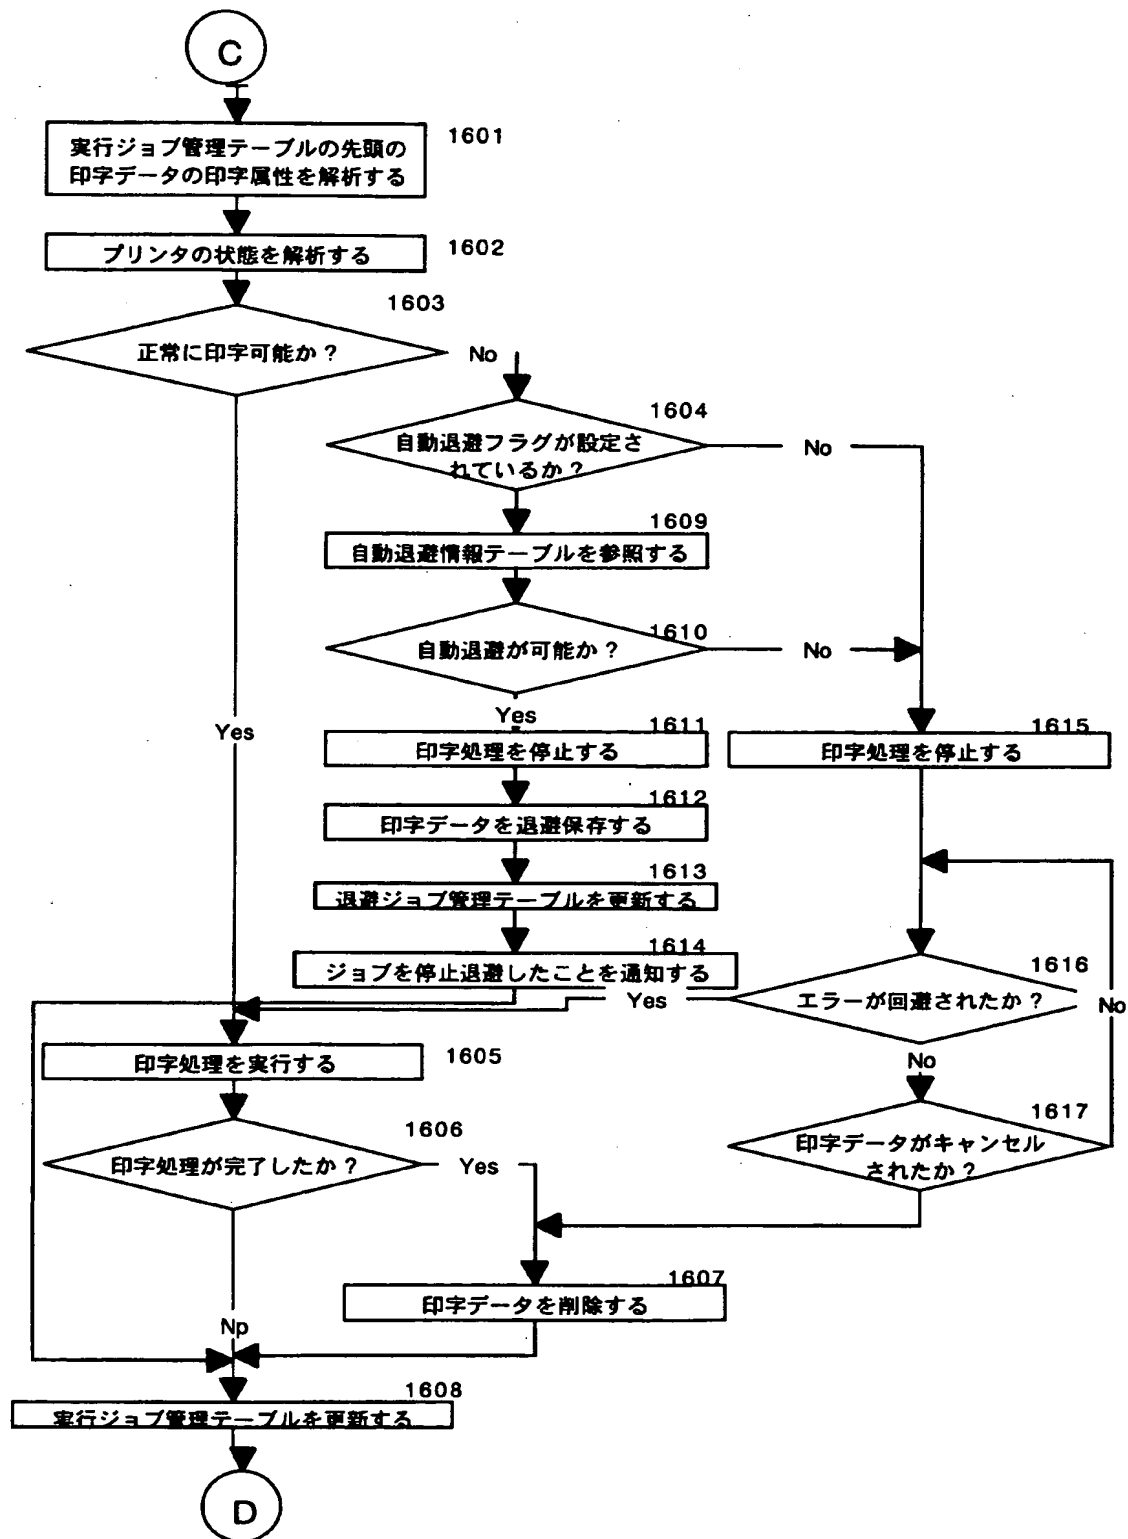 C
1601
実行ジョブ管理テーブルの先頭の
印字データの印字属性を解析する
1602
プリンタの状態を解析する
1603
正常に印字可能か?
No
1604
自動退避フラグが設定さ
れているか?
No
1609
自動退避情報テーブルを参照する
1610
自動退避が可能か?
No
Yes
Yes
1611
印字処理を停止する
1615
印字処理を停止する
1612
印字データを退避保存する
1613
退避ジョブ管理テーブルを更新する
1614
ジョブを停止退避したことを通知する
1616
エラーが回避されたか?
Yes
No
No
1605
印字処理を実行する
1606
印字処理が完了したか?
Yes
1617
印字データがキャンセル
されたか?
1607
印字データを削除する
Np
1608
実行ジョブ管理テーブルを更新する
D